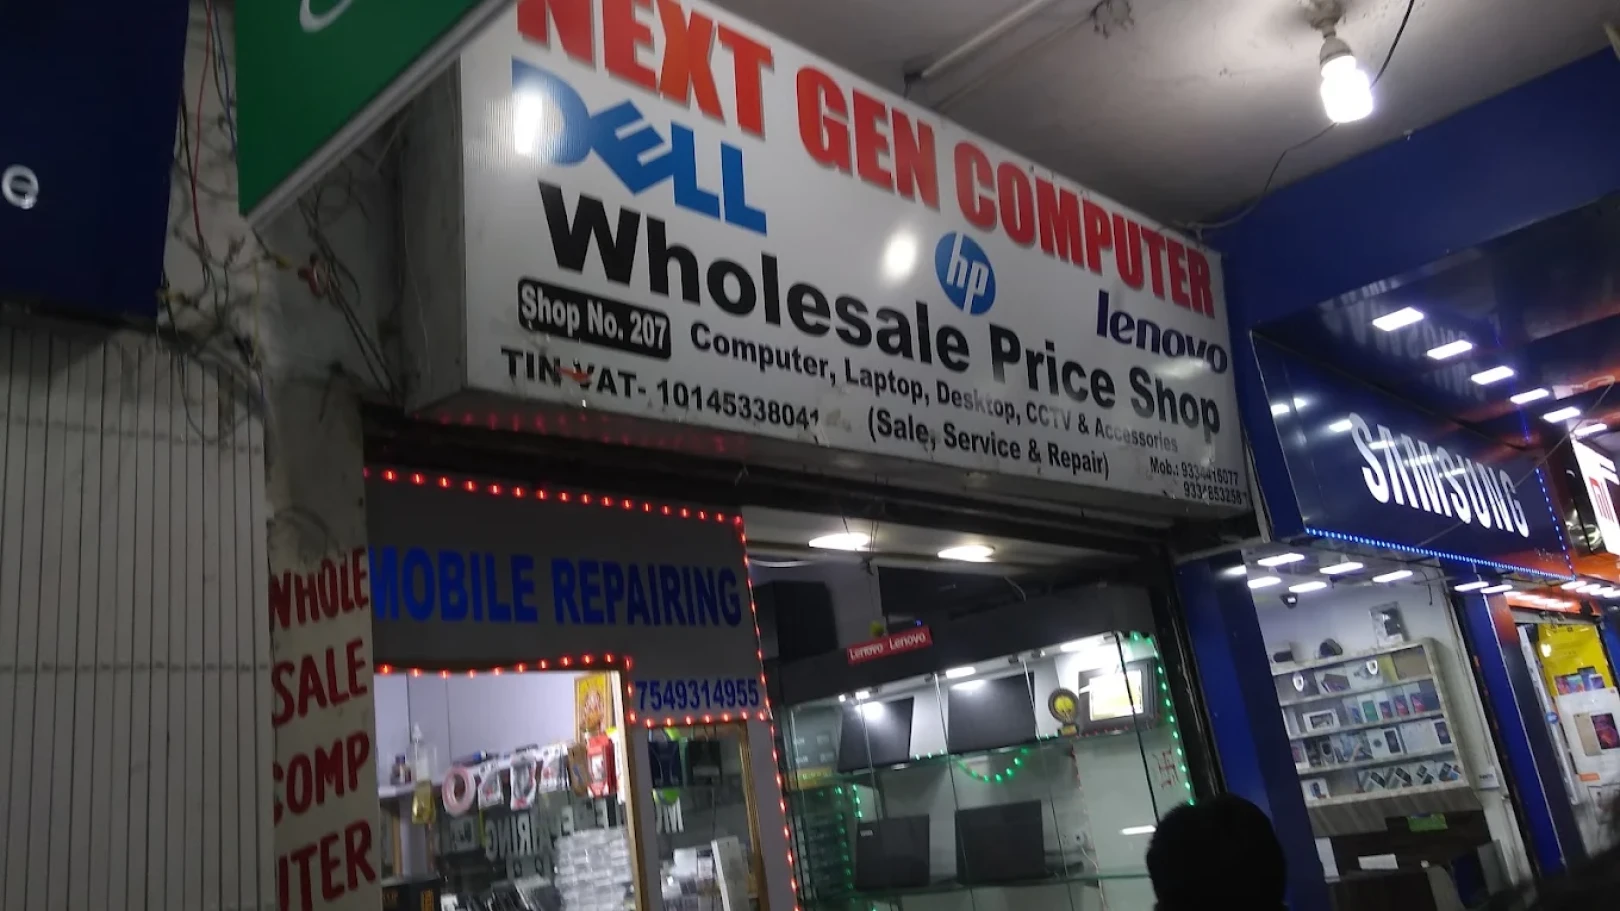 NEXT GEN COMPUTER
DELL
hp
lenovo
Wholesale Price Shop
Shop No. 207
Computer, Laptop, Desktop, CCTV & Accessories
TIN VAT- 10145338041
(Sale, Service & Repair)
Mob.:
MOBILE REPAIRING
7549314955
WHOLE
SALE
COMP
UTER
Lenovo Lenovo
SAMSUNG